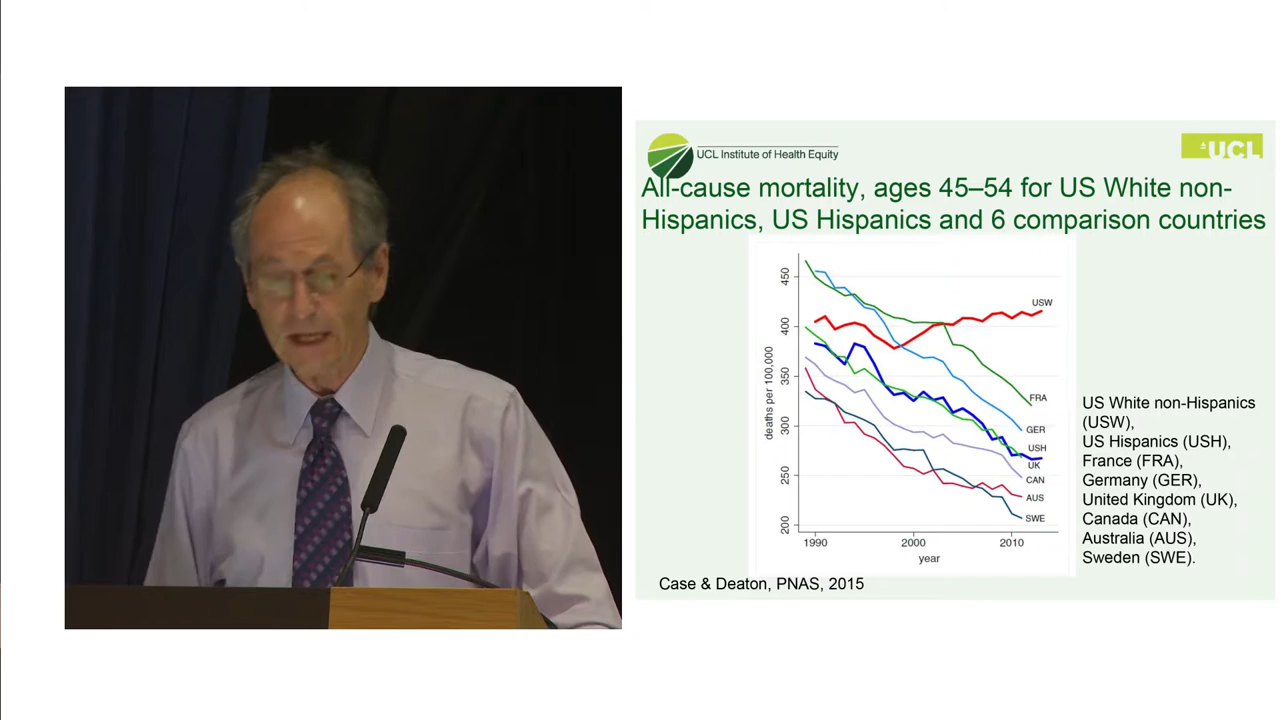 UCL Institute of Health Equity
UCL
All-cause mortality, ages 45–54 for US White non-
Hispanics, US Hispanics and 6 comparison countries
450
400
350
300
250
200
deaths per 100,000
USW
FRA
GER
USH
UK
CAN
AUS
SWE
1990
2000
2010
year
US White non-Hispanics
(USW),
US Hispanics (USH),
France (FRA),
Germany (GER),
United Kingdom (UK),
Canada (CAN),
Australia (AUS),
Sweden (SWE).
Case & Deaton, PNAS, 2015